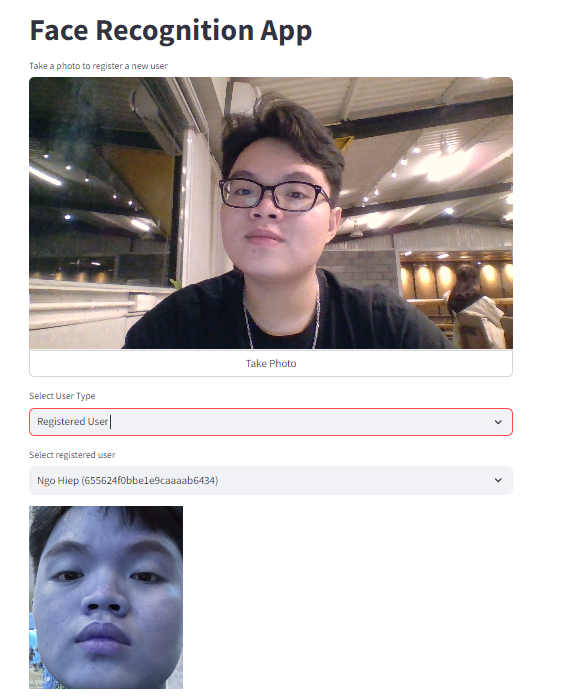 Face Recognition App
Take a photo to register a new user
Take Photo
Select User Type
Registered User
Select registered user
Ngo Hiep (655624f0bbe1e9caaaab6434)